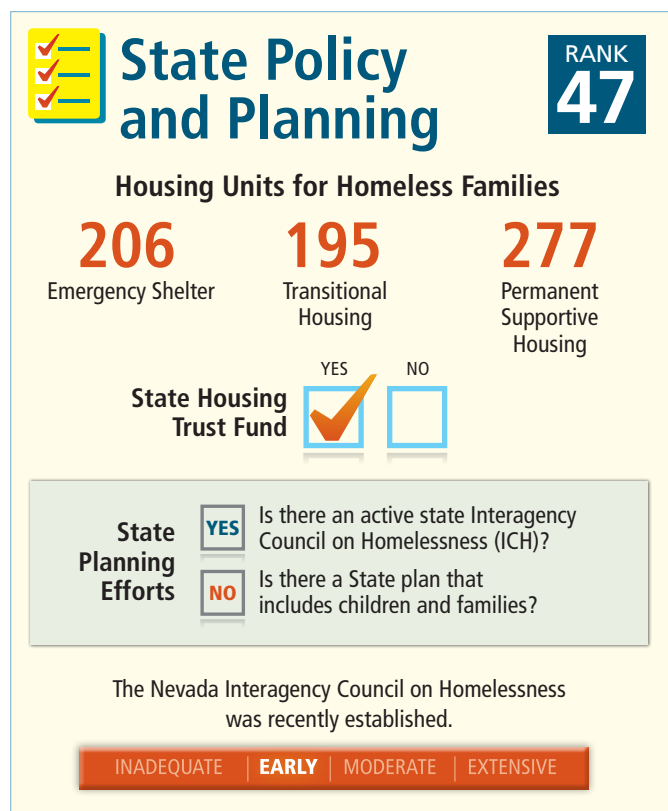 State Policy
and Planning
RANK
47
Housing Units for Homeless Families
206
Emergency Shelter
195
Transitional
Housing
277
Permanent
Supportive
Housing
YES
NO
State Housing
Trust Fund
State
Planning
Efforts
YES
Is there an active state Interagency
Council on Homelessness (ICH)?
NO
Is there a State plan that
includes children and families?
The Nevada Interagency Council on Homelessness
was recently established.
INADEQUATE | EARLY | MODERATE | EXTENSIVE